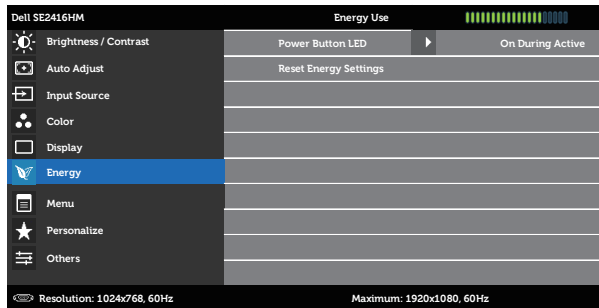 Dell SE2416HM Energy Use
Brightness / Contrast Power Button LED On During Active
Auto Adjust Reset Energy Settings
Input Source
Color
Display
Energy
Menu
Personalize
Others
Resolution: 1024x768, 60Hz Maximum: 1920x1080, 60Hz